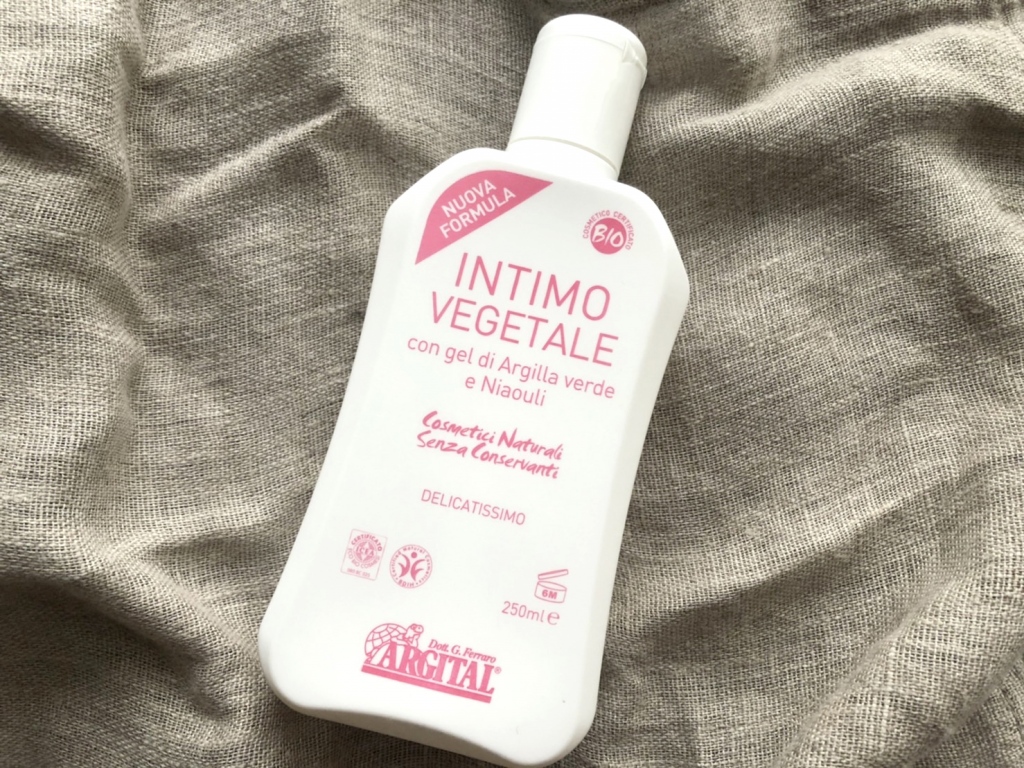 NUOVA
FORMULA
COSMETICO CERTIFICATO
BIO
INTIMO
VEGETALE
con gel di Argilla verde
e Niaouli
Cosmetici Naturali
Senza Conservanti
DELICATISSIMO
CERTIFICATO
6M
250ml e
Dott. G. Ferraro
ARGITAL®